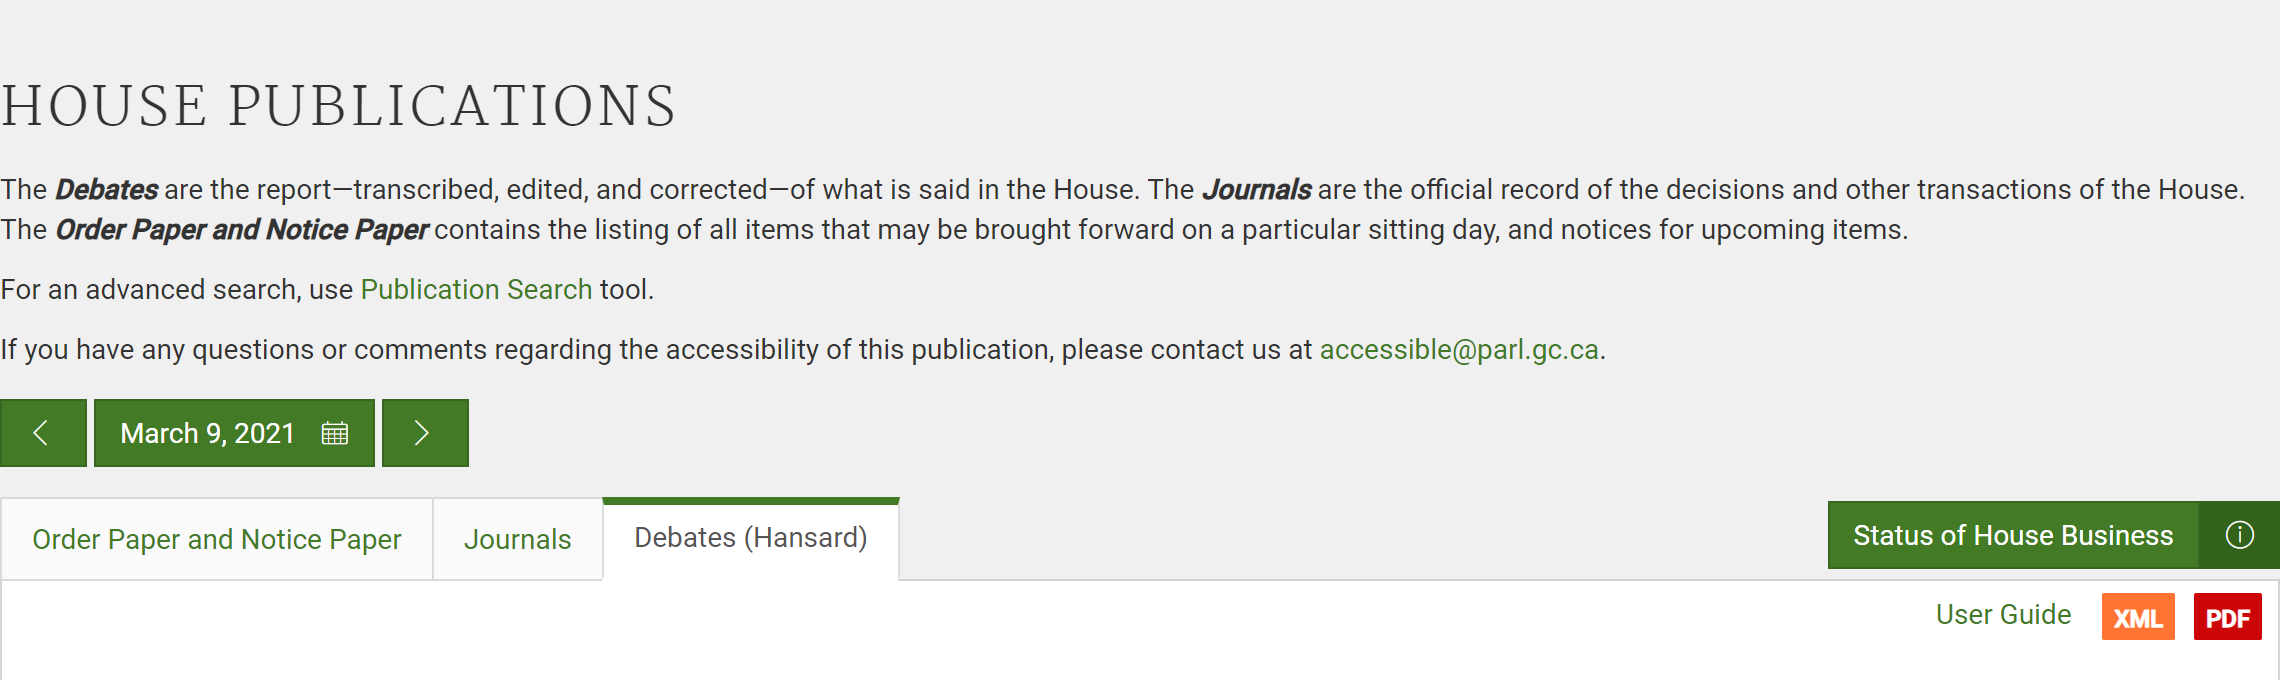 HOUSE PUBLICATIONS
The Debates are the report—transcribed, edited, and corrected—of what is said in the House. The Journals are the official record of the decisions and other transactions of the House.
The Order Paper and Notice Paper contains the listing of all items that may be brought forward on a particular sitting day, and notices for upcoming items.
For an advanced search, use Publication Search tool.
If you have any questions or comments regarding the accessibility of this publication, please contact us at accessible@parl.gc.ca.
March 9, 2021
Order Paper and Notice Paper Journals Debates (Hansard) Status of House Business
User Guide XML PDF